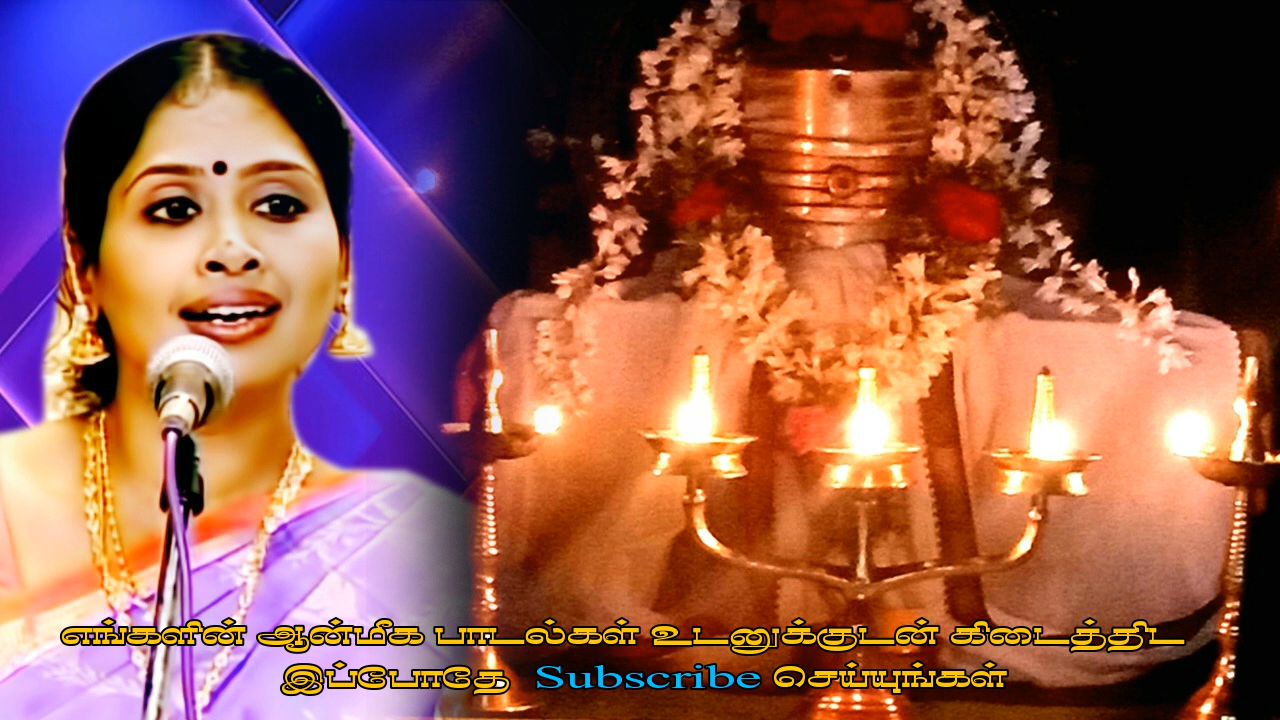 எங்களின் ஆன்மீக பாடல்கள் உடனுக்குடன் கிடைத்திட
இப்போதே Subscribe செய்யுங்கள்